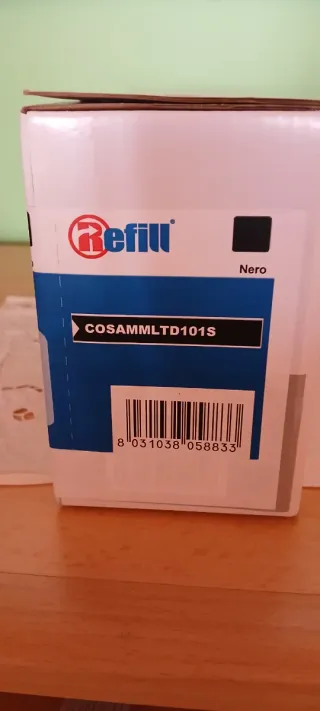 Refill®
Nero
COSAMMLTD101S
8 031038 058833